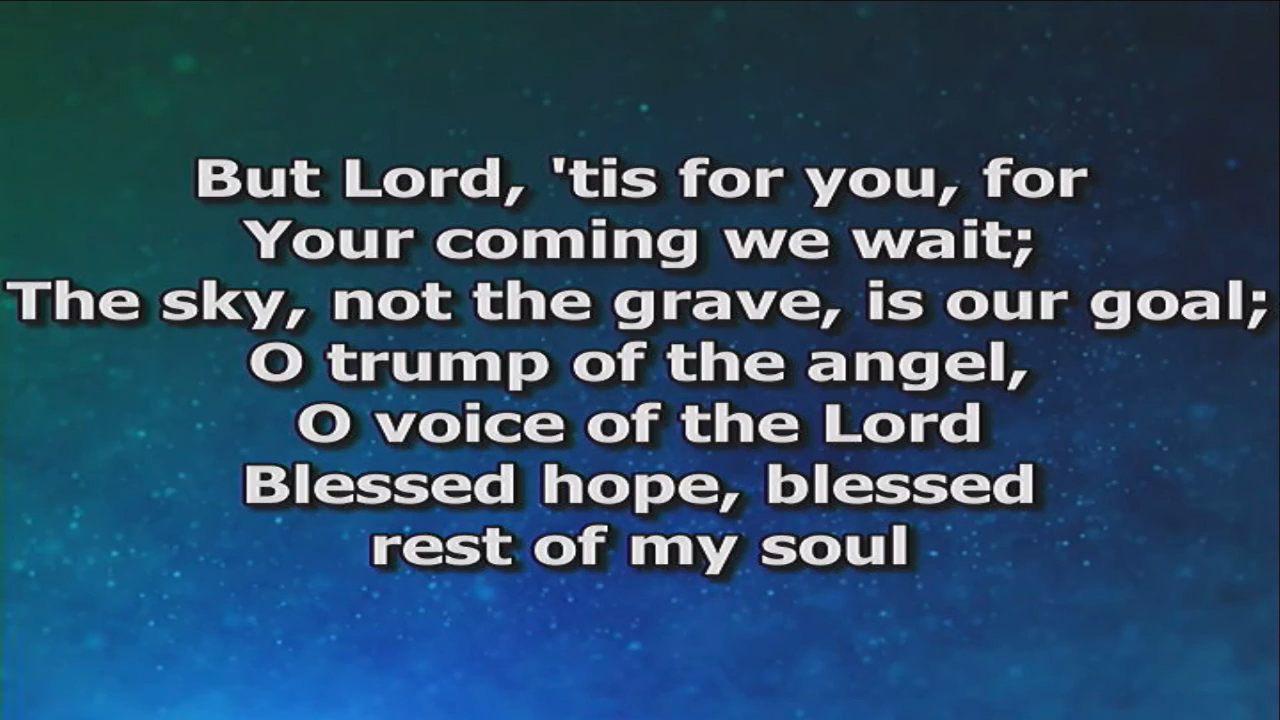 But Lord, 'tis for you, for
Your coming we wait;
The sky, not the grave, is our goal;
O trump of the angel,
O voice of the Lord
Blessed hope, blessed
rest of my soul